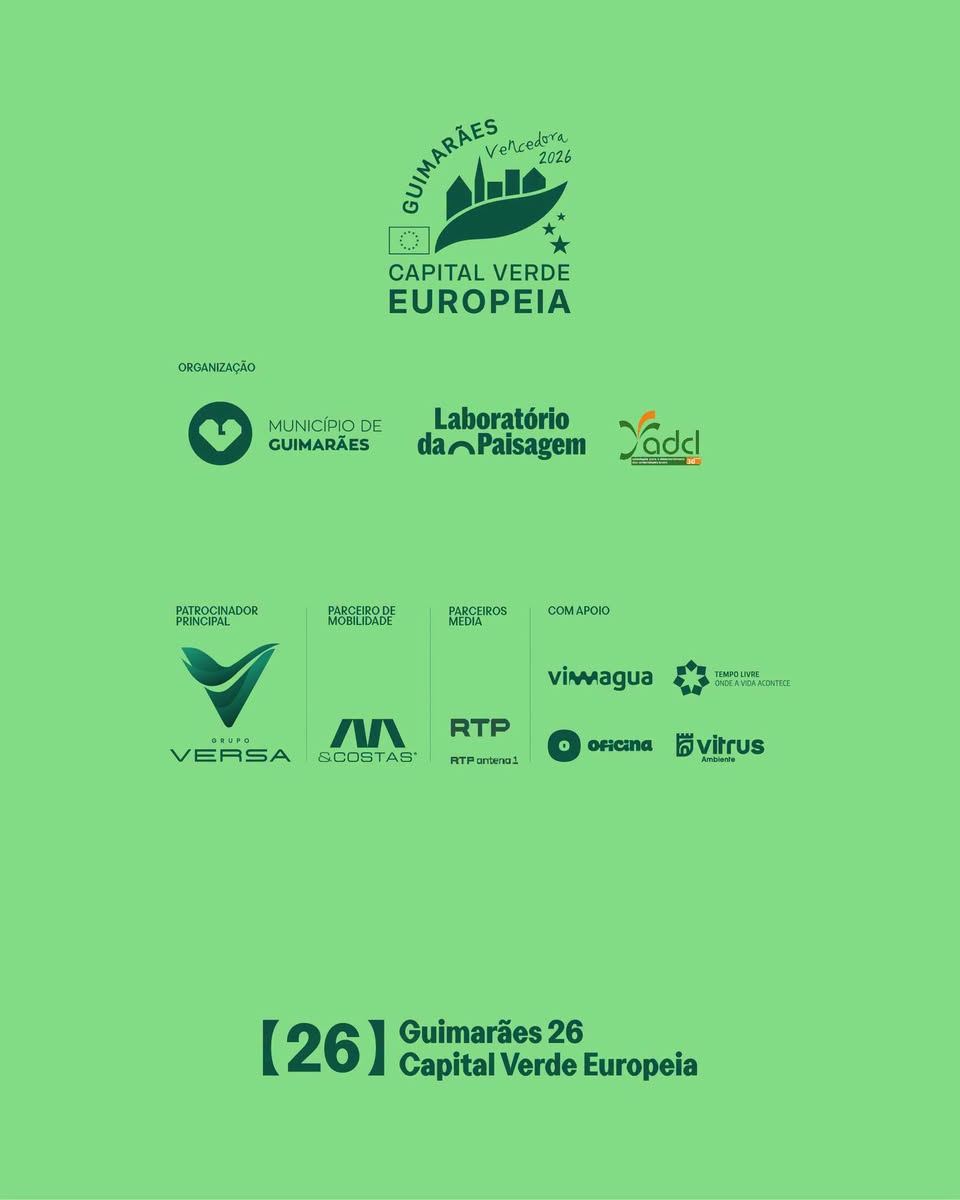 GUIMARÃES
Vencedora
2026
CAPITAL VERDE
EUROPEIA
ORGANIZAÇÃO
MUNICÍPIO DE
GUIMARÃES
Laboratório
da Paisagem
adcl
30
PATROCINADOR
PRINCIPAL
GRUPO
VERSA
PARCEIRO DE
MOBILIDADE
M
&COSTAS®
PARCEIROS
MEDIA
RTP
RTP antena 1
COM APOIO
vimagua
TEMPO LIVRE
ONDE A VIDA ACONTECE
oficina
vitrus
Ambiente
【26】
Guimarães 26
Capital Verde Europeia